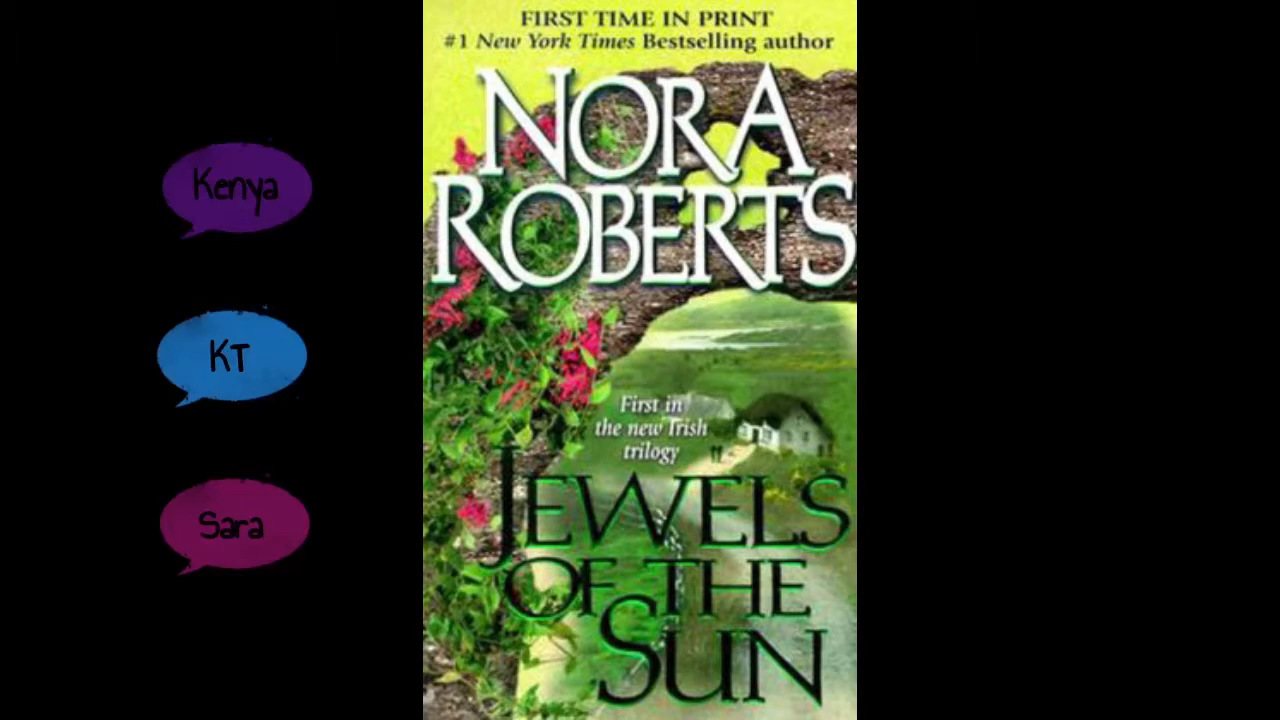 Kenya
KT
Sara
FIRST TIME IN PRINT
#1 New York Times Bestselling author
NORA
ROBERTS
First in
the new Irish
trilogy
JEWELS
OF THE
SUN